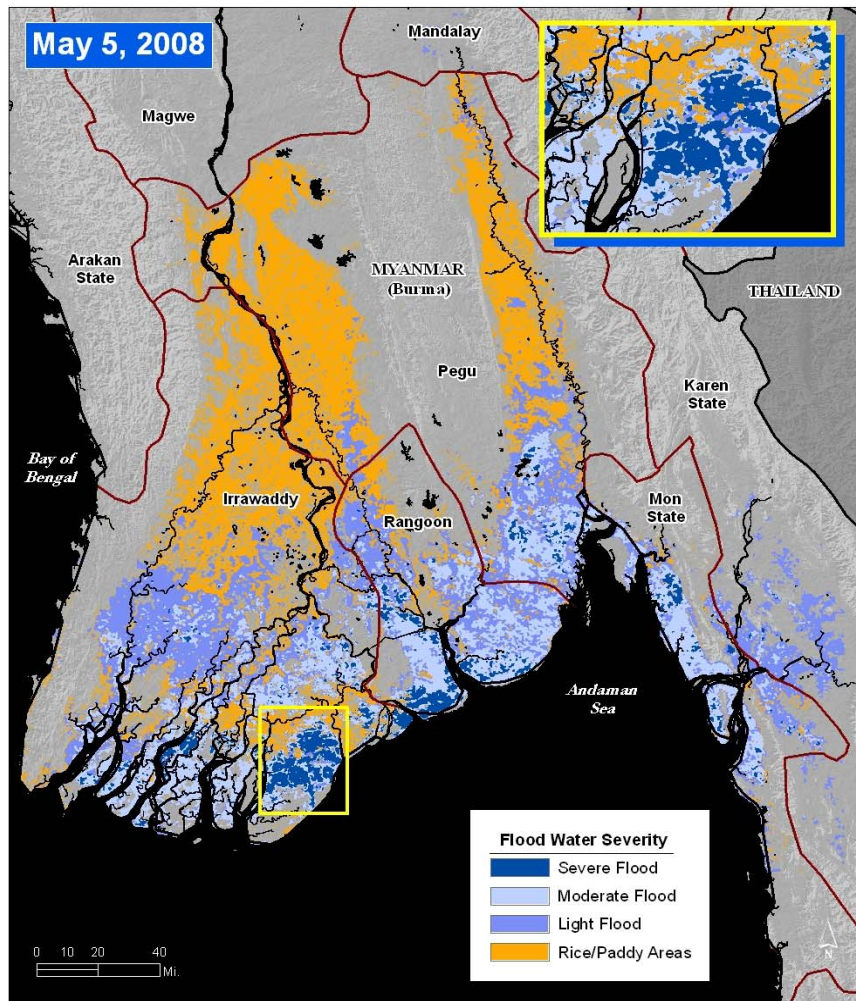 May 5, 2008
Mandalay
Magwe
Arakan
State
MYANMAR
(Burma)
THAILAND
Pegu
Karen
State
Bay of
Bengal
Irrawaddy
Rangoon
Mon
State
Andaman
Sea
Flood Water Severity
Severe Flood
Moderate Flood
Light Flood
Rice/Paddy Areas
0 10 20 40
Mi.
N